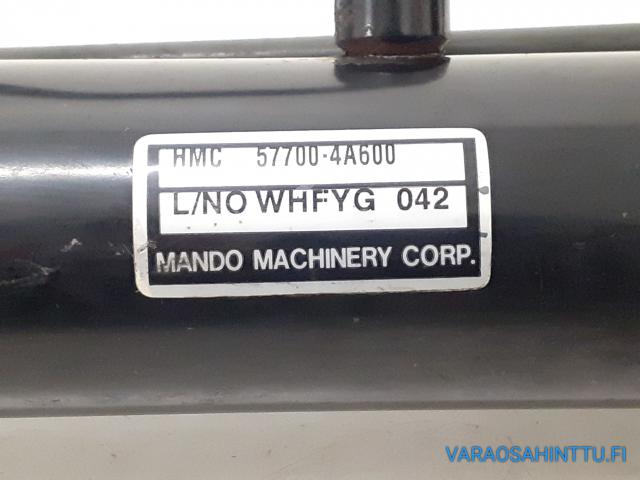 HMC 57700-4A600
L/NO WHFYG 042
MANDO MACHINERY CORP.
VARAOSAHINTTU.FI